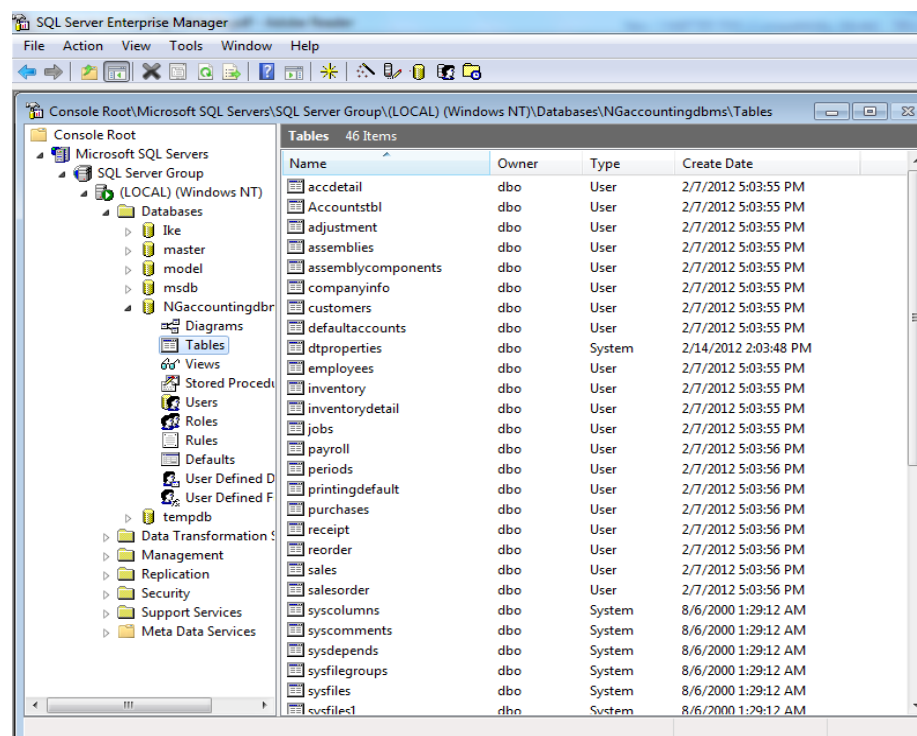 SQL Server Enterprise Manager
File Action View Tools Window Help
Console Root\Microsoft SQL Servers\SQL Server Group\(LOCAL) (Windows NT)\Databases\NGaccountingdbms\Tables
Console Root
Microsoft SQL Servers
SQL Server Group
(LOCAL) (Windows NT)
Databases
Ike
master
model
msdb
NGaccountingdbr
Diagrams
Tables
Views
Stored Procedu
Users
Roles
Rules
Defaults
User Defined D
User Defined F
tempdb
Data Transformation S
Management
Replication
Security
Support Services
Meta Data Services
Tables 46 Items
Name Owner Type Create Date
accdetail dbo User 2/7/2012 5:03:55 PM
Accountstbl dbo User 2/7/2012 5:03:55 PM
adjustment dbo User 2/7/2012 5:03:55 PM
assemblies dbo User 2/7/2012 5:03:55 PM
assemblycomponents dbo User 2/7/2012 5:03:55 PM
companyinfo dbo User 2/7/2012 5:03:55 PM
customers dbo User 2/7/2012 5:03:55 PM
defaultaccounts dbo User 2/7/2012 5:03:55 PM
dtproperties dbo System 2/14/2012 2:03:48 PM
employees dbo User 2/7/2012 5:03:55 PM
inventory dbo User 2/7/2012 5:03:55 PM
inventorydetail dbo User 2/7/2012 5:03:55 PM
jobs dbo User 2/7/2012 5:03:55 PM
payroll dbo User 2/7/2012 5:03:56 PM
periods dbo User 2/7/2012 5:03:56 PM
printingdefault dbo User 2/7/2012 5:03:56 PM
purchases dbo User 2/7/2012 5:03:56 PM
receipt dbo User 2/7/2012 5:03:56 PM
reorder dbo User 2/7/2012 5:03:56 PM
sales dbo User 2/7/2012 5:03:56 PM
salesorder dbo User 2/7/2012 5:03:56 PM
syscolumns dbo System 8/6/2000 1:29:12 AM
syscomments dbo System 8/6/2000 1:29:12 AM
sysdepends dbo System 8/6/2000 1:29:12 AM
sysfilegroups dbo System 8/6/2000 1:29:12 AM
sysfiles dbo System 8/6/2000 1:29:12 AM
sysfiles1 dbo System 8/6/2000 1:29:12 AM